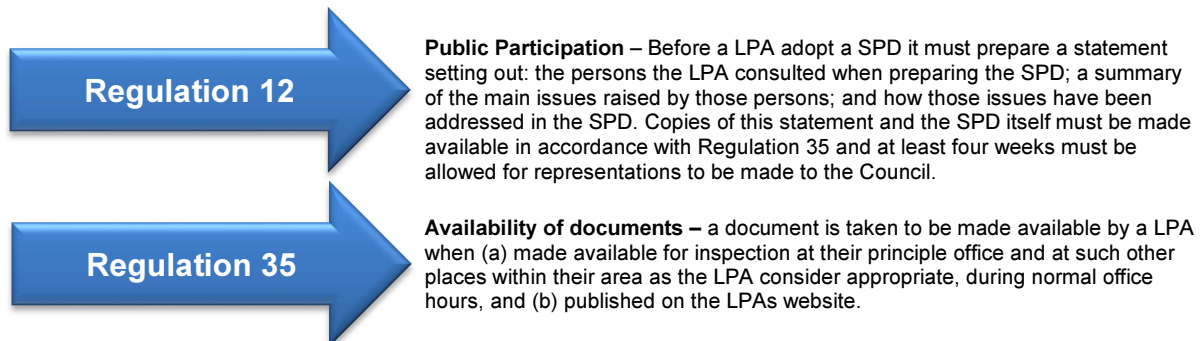 Regulation 12
Public Participation – Before a LPA adopt a SPD it must prepare a statement
setting out: the persons the LPA consulted when preparing the SPD; a summary
of the main issues raised by those persons; and how those issues have been
addressed in the SPD. Copies of this statement and the SPD itself must be made
available in accordance with Regulation 35 and at least four weeks must be
allowed for representations to be made to the Council.
Regulation 35
Availability of documents – a document is taken to be made available by a LPA
when (a) made available for inspection at their principle office and at such other
places within their area as the LPA consider appropriate, during normal office
hours, and (b) published on the LPAs website.